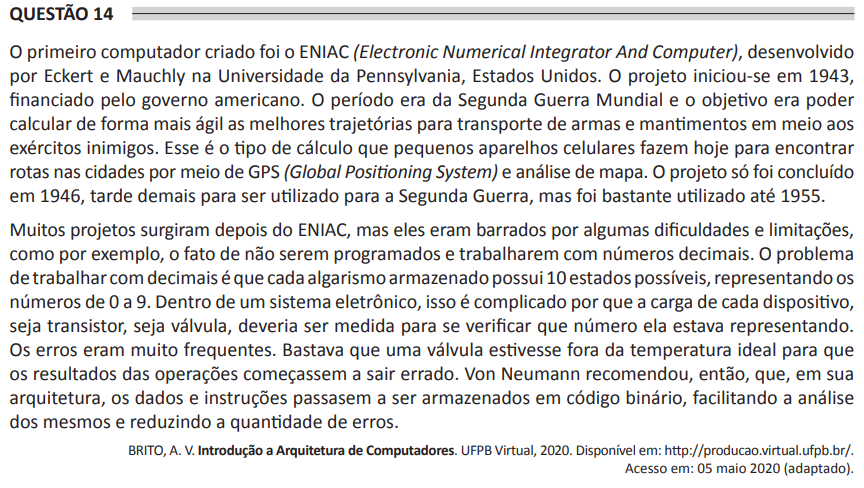 QUESTÃO 14
O primeiro computador criado foi o ENIAC (Electronic Numerical Integrator And Computer), desenvolvido
por Eckert e Mauchly na Universidade da Pennsylvania, Estados Unidos. O projeto iniciou-se em 1943,
financiado pelo governo americano. O período era da Segunda Guerra Mundial e o objetivo era poder
calcular de forma mais ágil as melhores trajetórias para transporte de armas e mantimentos em meio aos
exércitos inimigos. Esse é o tipo de cálculo que pequenos aparelhos celulares fazem hoje para encontrar
rotas nas cidades por meio de GPS (Global Positioning System) e análise de mapa. O projeto só foi concluído
em 1946, tarde demais para ser utilizado para a Segunda Guerra, mas foi bastante utilizado até 1955.
Muitos projetos surgiram depois do ENIAC, mas eles eram barrados por algumas dificuldades e limitações,
como por exemplo, o fato de não serem programados e trabalharem com números decimais. O problema
de trabalhar com decimais é que cada algarismo armazenado possui 10 estados possíveis, representando os
números de 0 a 9. Dentro de um sistema eletrônico, isso é complicado por que a carga de cada dispositivo,
seja transistor, seja válvula, deveria ser medida para se verificar que número ela estava representando.
Os erros eram muito frequentes. Bastava que uma válvula estivesse fora da temperatura ideal para que
os resultados das operações começassem a sair errado. Von Neumann recomendou, então, que, em sua
arquitetura, os dados e instruções passasem a ser armazenados em código binário, facilitando a análise
dos mesmos e reduzindo a quantidade de erros.
BRITO, A. V. Introdução a Arquitetura de Computadores. UFPB Virtual, 2020. Disponível em: http://producao.virtual.ufpb.br/.
Acesso em: 05 maio 2020 (adaptado).